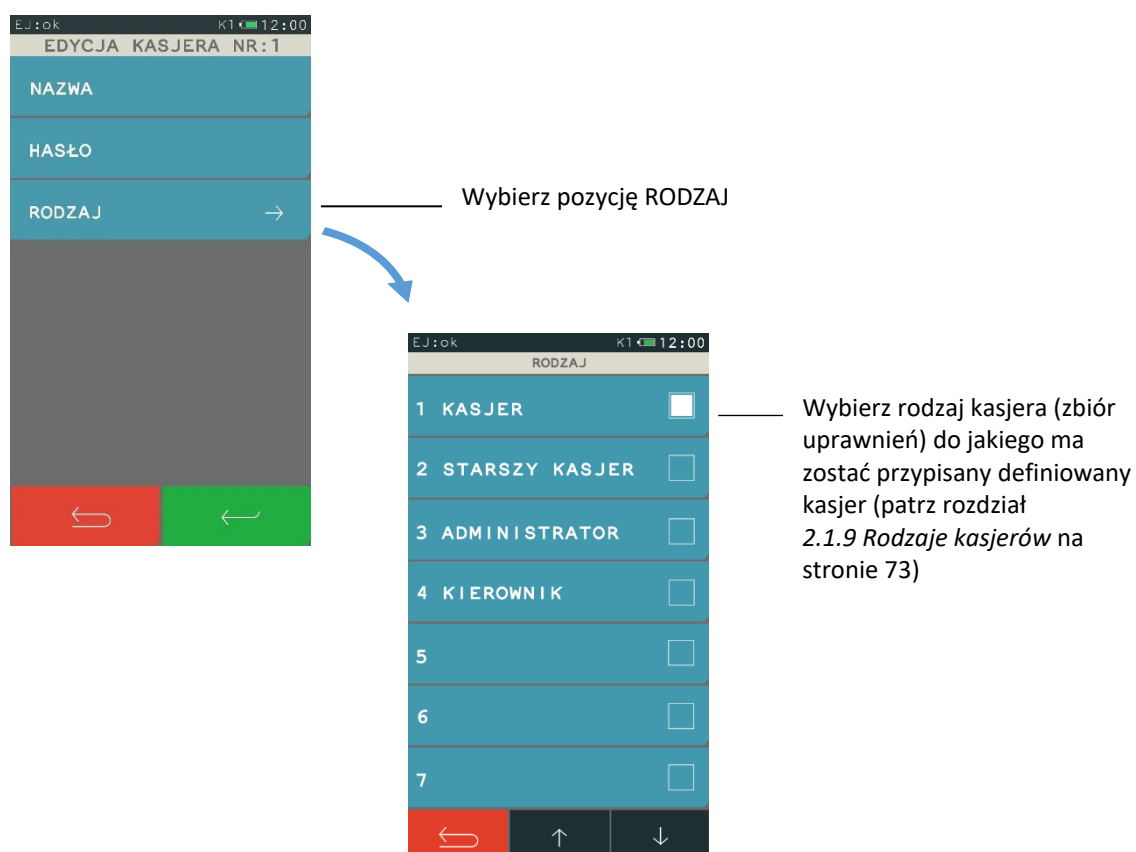 EJ:ok K1 12:00
EDYCJA KASJERA NR:1
NAZWA
HASŁO
RODZAJ →
Wybierz pozycję RODZAJ
EJ:ok K1 12:00
RODZAJ
1 KASJER
2 STARSZY KASJER
3 ADMINISTRATOR
4 KIEROWNIK
5
6
7
Wybierz rodzaj kasjera (zbiór
uprawnień) do jakiego ma
zostać przypisany definiowany
kasjer (patrz rozdział
2.1.9 Rodzaje kasjerów na
stronie 73)